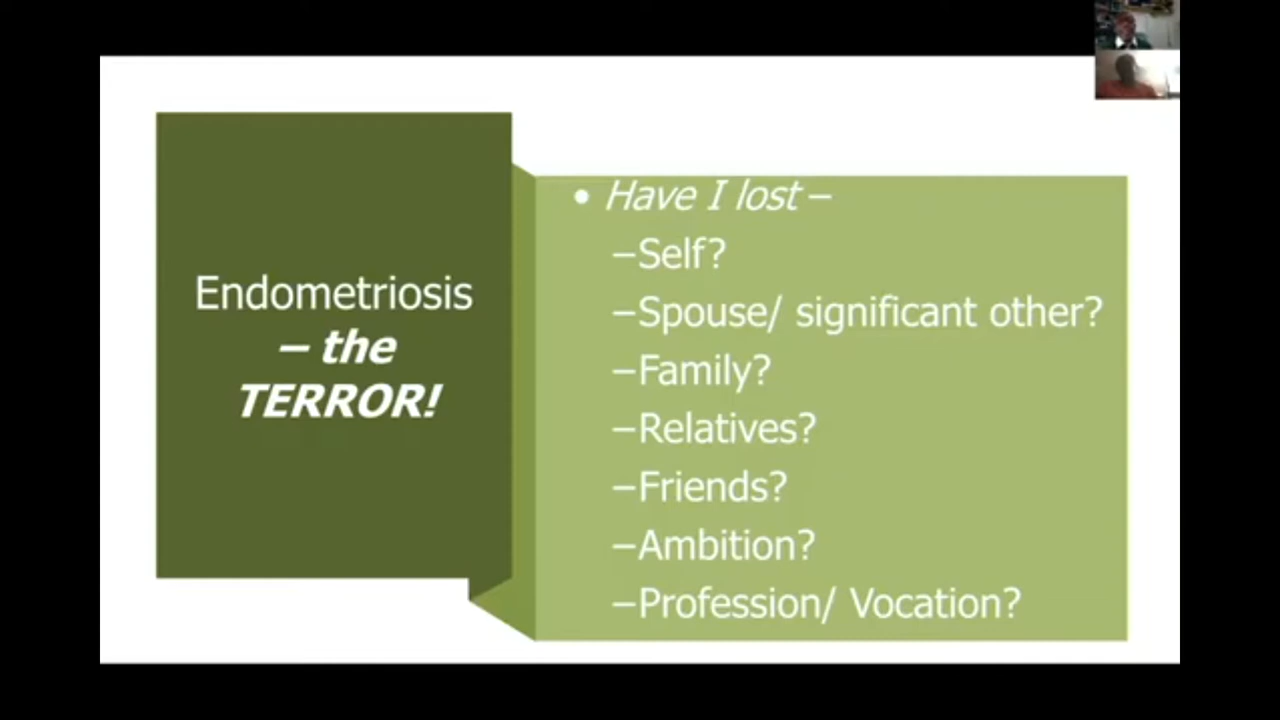 Endometriosis
– the
TERROR!
• Have I lost –
–Self?
–Spouse/ significant other?
–Family?
–Relatives?
–Friends?
–Ambition?
–Profession/ Vocation?